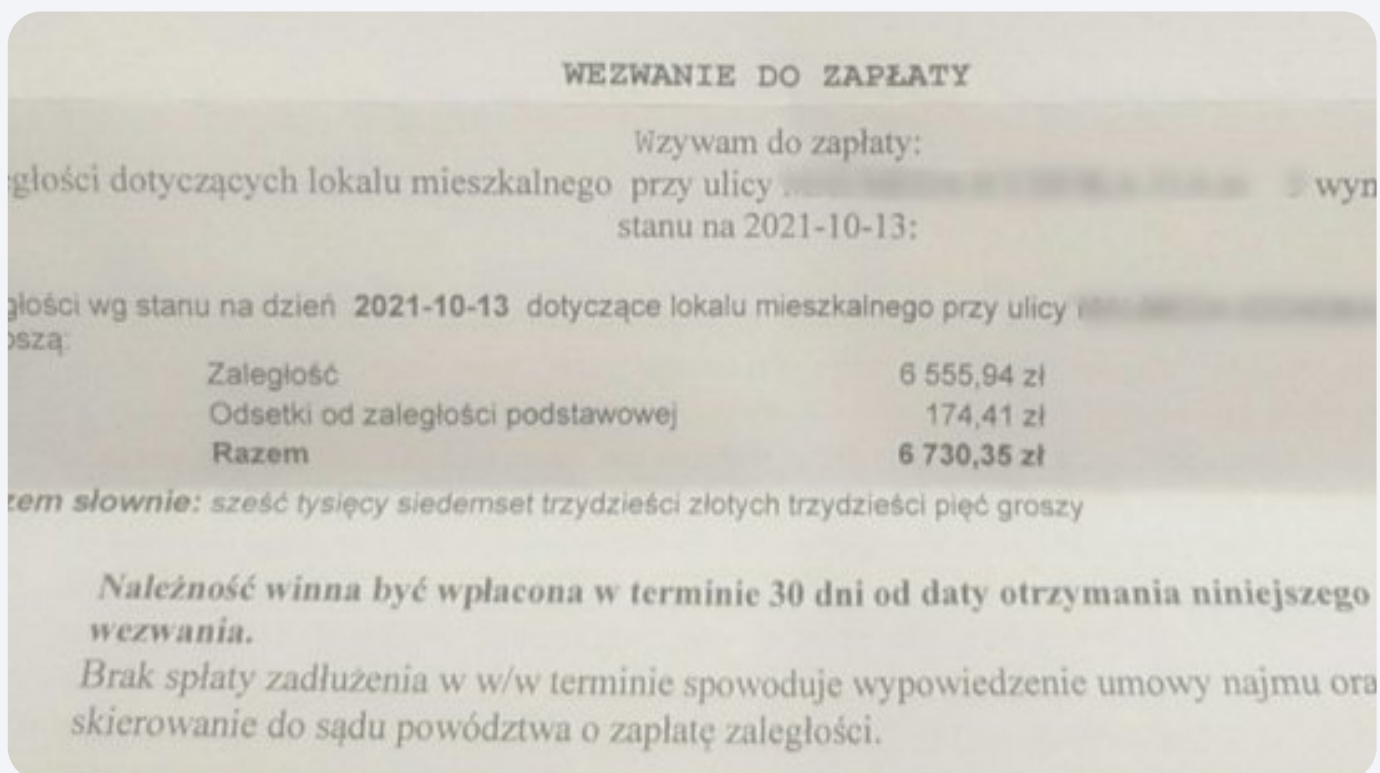 WEZWANIE DO ZAPŁATY
Wzywam do zapłaty:
głości dotyczących lokalu mieszkalnego przy ulicy wyn
stanu na 2021-10-13:
głości wg stanu na dzień 2021-10-13 dotyczące lokalu mieszkalnego przy ulicy
oszą:
Zaległość 6 555,94 zł
Odsetki od zaległości podstawowej 174,41 zł
Razem 6 730,35 zł
zem słownie: sześć tysięcy siedemset trzydzieści złotych trzydzieści pięć groszy
Należność winna być wpłacona w terminie 30 dni od daty otrzymania niniejszego
wezwania.
Brak spłaty zadłużenia w w/w terminie spowoduje wypowiedzenie umowy najmu ora
skierowanie do sądu powództwa o zapłatę zaległości.